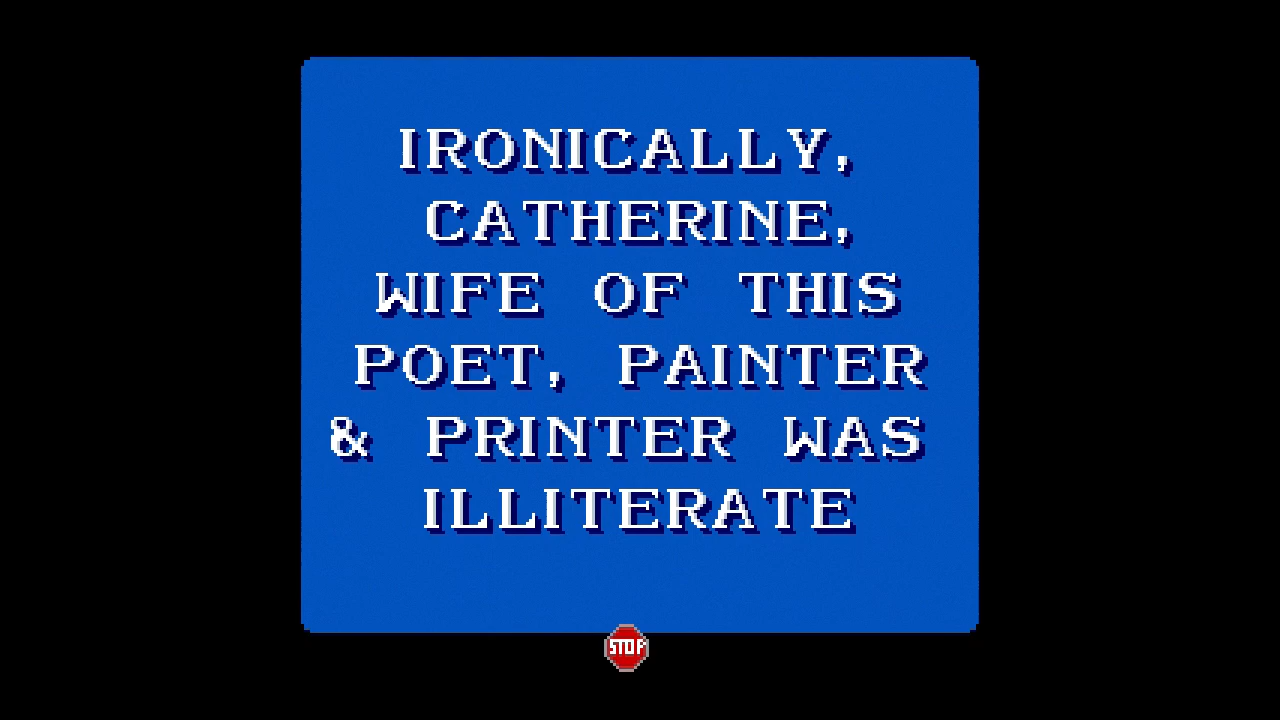 IRONICALLY,
CATHERINE,
WIFE OF THIS
POET, PAINTER
& PRINTER WAS
ILLITERATE
STOP